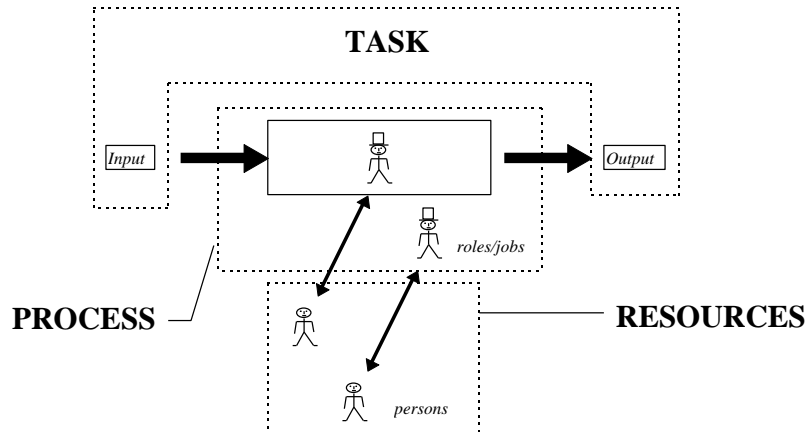 TASK
Input
Output
roles/jobs
PROCESS
RESOURCES
persons